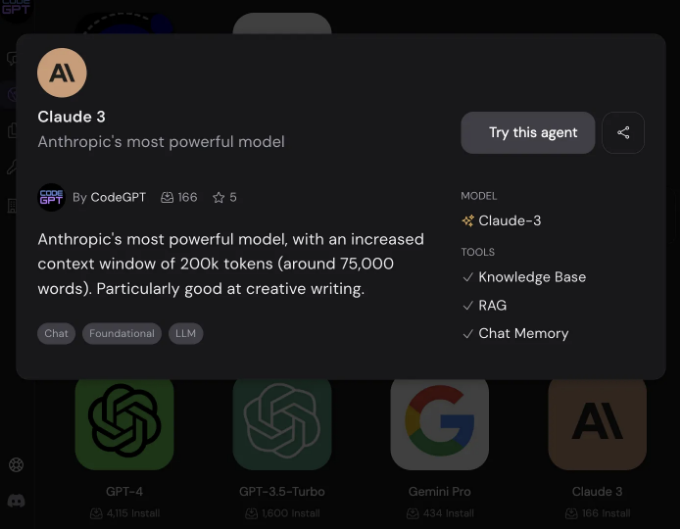 CODE
GPT
AI
Claude 3
Anthropic's most powerful model
Try this agent
CODE
GPT
By CodeGPT
166
5
Anthropic's most powerful model, with an increased
context window of 200k tokens (around 75,000
words). Particularly good at creative writing.
Chat
Foundational
LLM
MODEL
Claude-3
TOOLS
Knowledge Base
RAG
Chat Memory
G
AI
GPT-4
GPT-3.5-Turbo
Gemini Pro
Claude 3
4,115 Install
1,600 Install
434 Install
166 Install